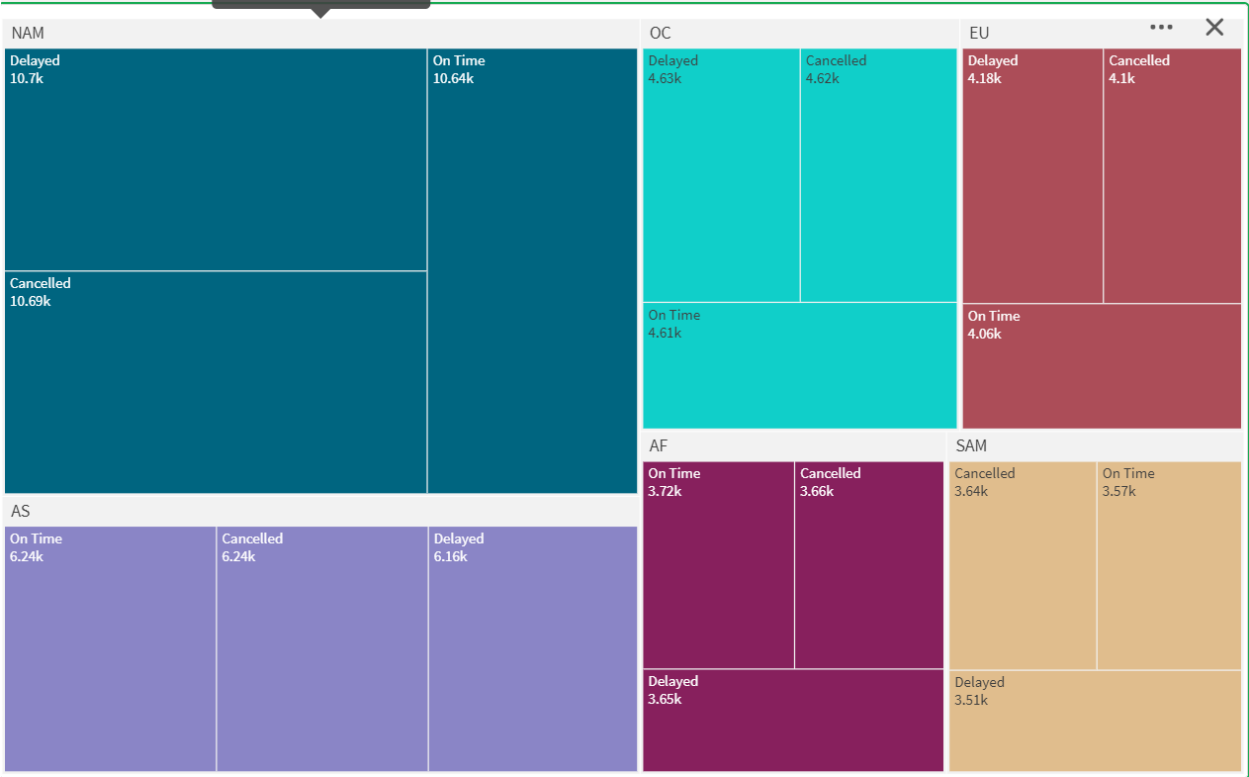 NAM
Delayed
10.7k
On Time
10.64k
Cancelled
10.69k
AS
On Time
6.24k
Cancelled
6.24k
Delayed
6.16k
OC
Delayed
4.63k
Cancelled
4.62k
On Time
4.61k
EU
Delayed
4.18k
Cancelled
4.1k
On Time
4.06k
AF
On Time
3.72k
Cancelled
3.66k
Delayed
3.65k
SAM
Cancelled
3.64k
On Time
3.57k
Delayed
3.51k